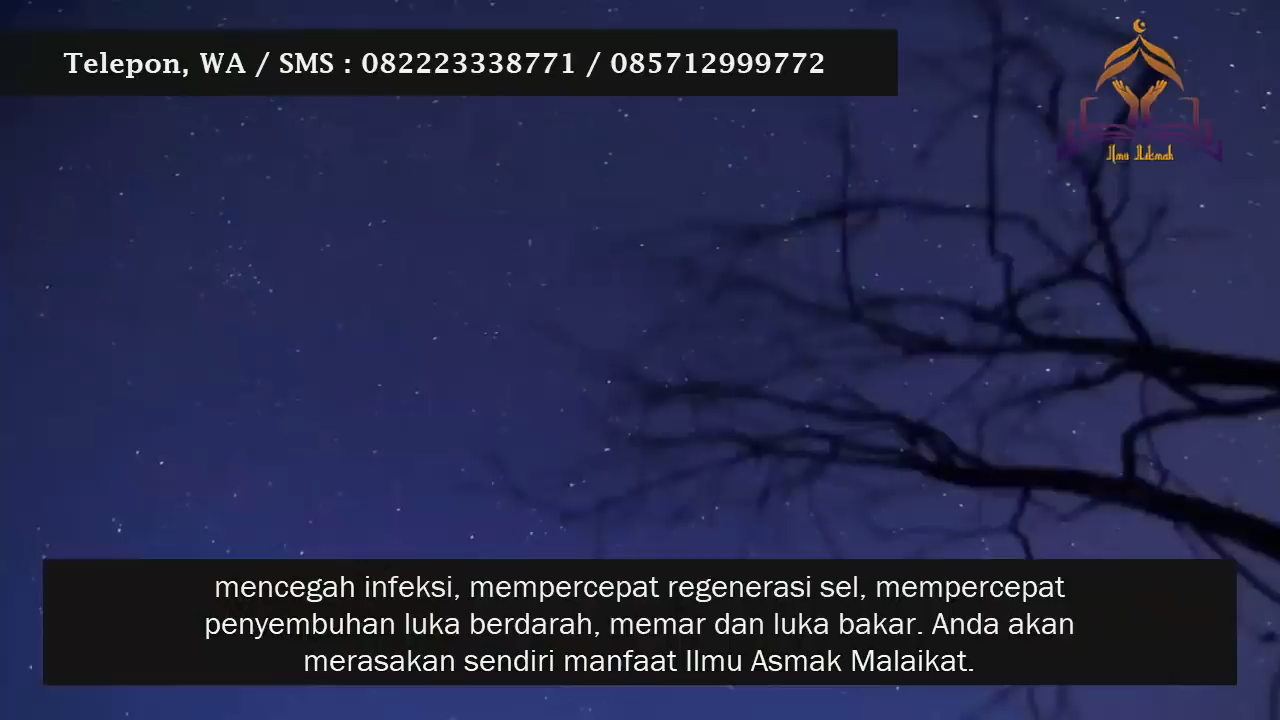 Telepon, WA / SMS : 082223338771 / 085712999772
Ilmu Hikmah
mencegah infeksi, mempercepat regenerasi sel, mempercepat
penyembuhan luka berdarah, memar dan luka bakar. Anda akan
merasakan sendiri manfaat Ilmu Asmak Malaikat.